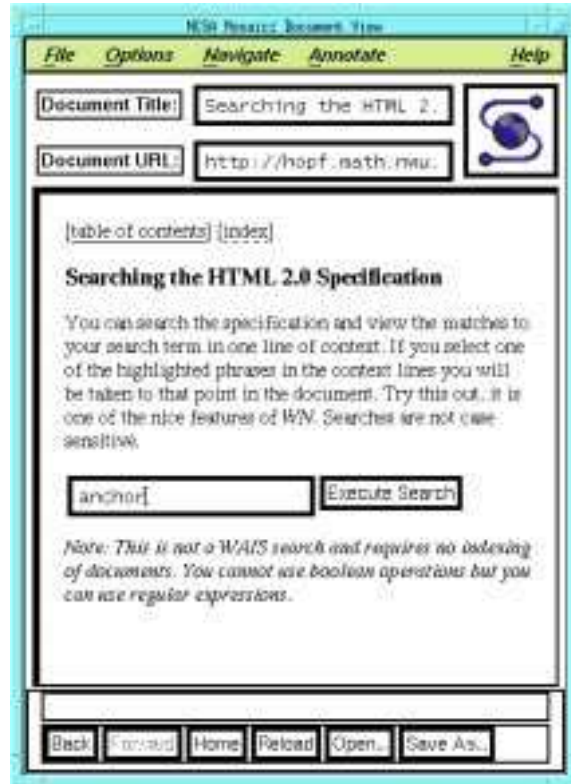 NCSA Mosaic: Document View
File Options Navigate Annotate Help
Document Title: Searching the HTML 2.
Document URL: http://hopf.math.nwu.
[table of contents] [index]
Searching the HTML 2.0 Specification
You can search the specification and view the matches to
your search term in one line of context. If you select one
of the highlighted phrases in the context lines you will
be taken to that point in the document. Try this out, it is
one of the nice features of WN. Searches are not case
sensitive.
anchor Execute Search
Note: This is not a WAIS search and requires no indexing
of documents. You cannot use boolean operations but you
can use regular expressions.
Back Forward Home Reload Open... Save As...